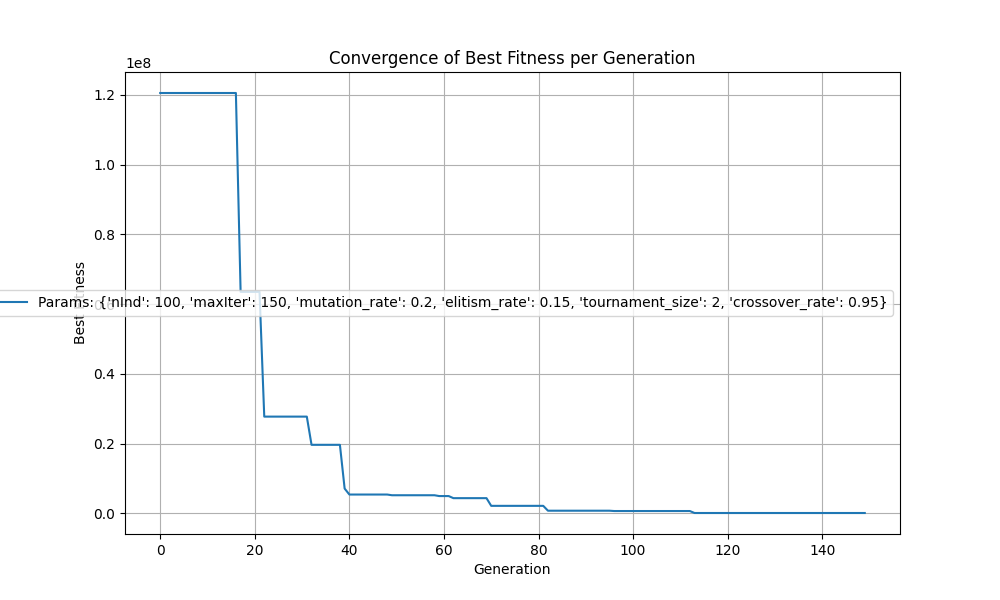 Convergence of Best Fitness per Generation
1e8
1.2
1.0
0.8
Params: {'nInd': 100, 'maxIter': 150, 'mutation_rate': 0.2, 'elitism_rate': 0.15, 'tournament_size': 2, 'crossover_rate': 0.95}
0.4
0.2
0.0
0 20 40 60 80 100 120 140
Generation
Best